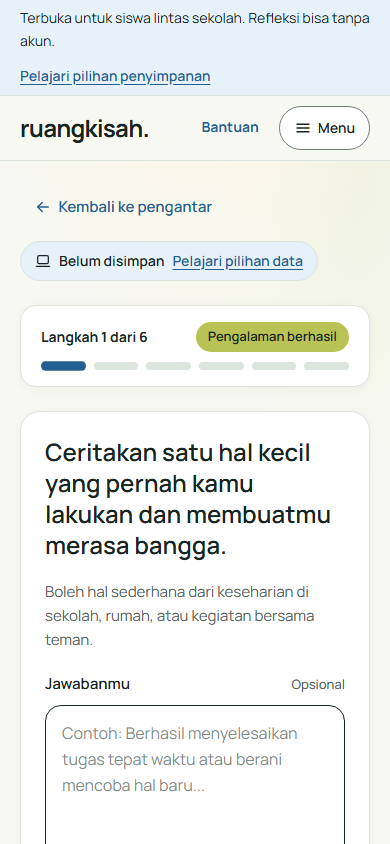 Terbuka untuk siswa lintas sekolah. Refleksi bisa tanpa
akun.
Pelajari pilihan penyimpanan
ruangkisah.
Bantuan
Menu
Kembali ke pengantar
Belum disimpan Pelajari pilihan data
Langkah 1 dari 6
Pengalaman berhasil
Ceritakan satu hal kecil
yang pernah kamu
lakukan dan membuatmu
merasa bangga.
Boleh hal sederhana dari keseharian di
sekolah, rumah, atau kegiatan bersama
teman.
Jawabanmu
Opsional
Contoh: Berhasil menyelesaikan
tugas tepat waktu atau berani
mencoba hal baru...